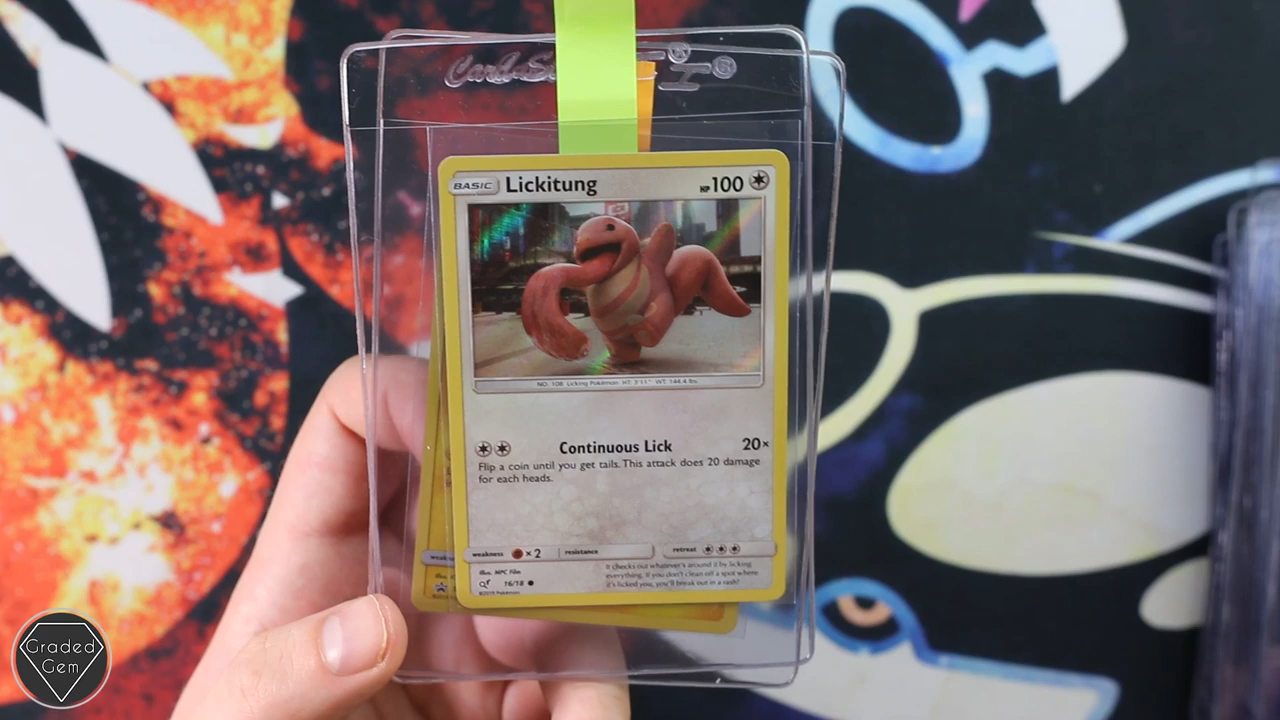 BASIC Lickitung HP 100
NO. 108 Licking Pokémon HT: 3'11" WT: 144.4 lbs
Continuous Lick 20×
Flip a coin until you get tails. This attack does 20 damage
for each heads.
weakness × 2 resistance retreat
weak
Illus. MPC Film
16/18
©2019 Pokémon
It checks out whatever's around it by licking
everything. If you don't clean off a spot where
it's licked you, you'll break out in a rash!
Graded
Gem